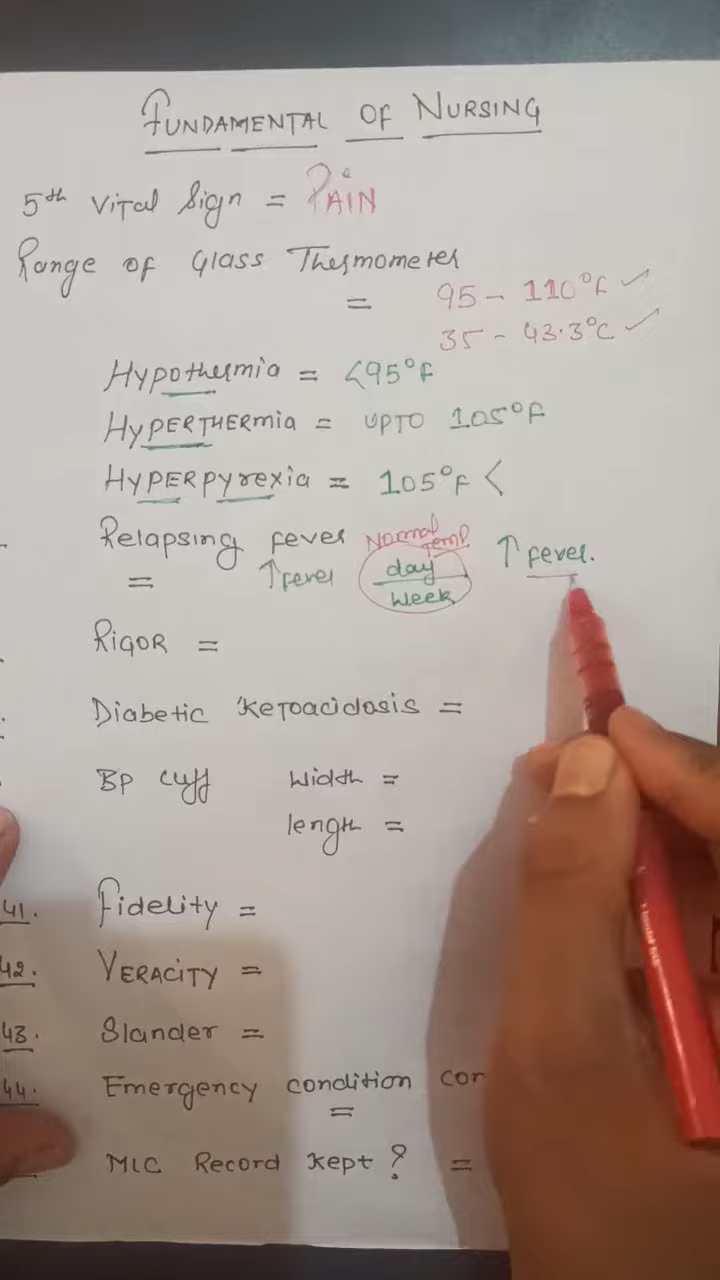 FUNDAMENTAL OF NURSING
5th Vital Sign = PAIN
Range of Glass Thermometer
= 95 - 110°F ✓
35 - 43.3°C ✓
Hypothermia = <95°F
HYPERTHERmia = UPTO 105°F
HyPERPyrexia = 105°F <
Relapsing fever Normal Temp
= ↑fever day ↑ fever.
week
RIGOR =
Diabetic Ketoacidosis =
BP cuff width =
length =
41. Fidelity =
42. VERACITY =
43. Slander =
44. Emergency condition con
=
MLC Record kept? =